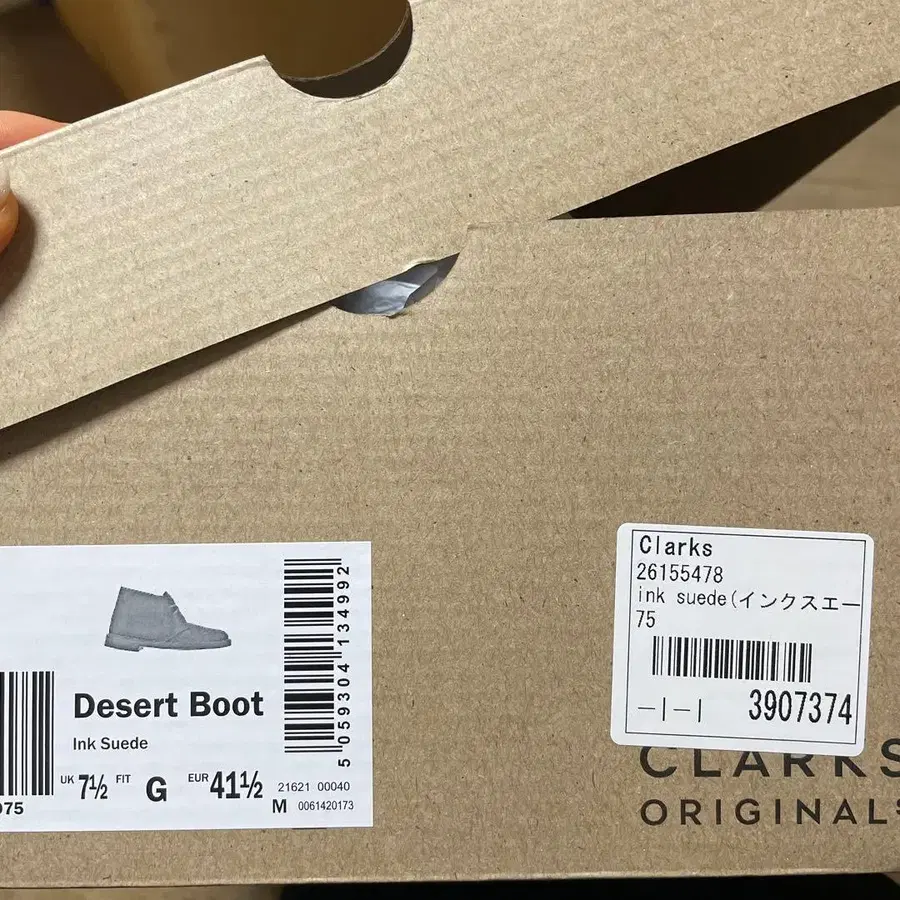 Clarks
26155478
ink suede(インクスエー
75
3907374
CLARKS
ORIGINALS
5 059304 134992
Desert Boot
Ink Suede
UK 7½ FIT G EUR 41½
21621 00040
M 0061420173
075